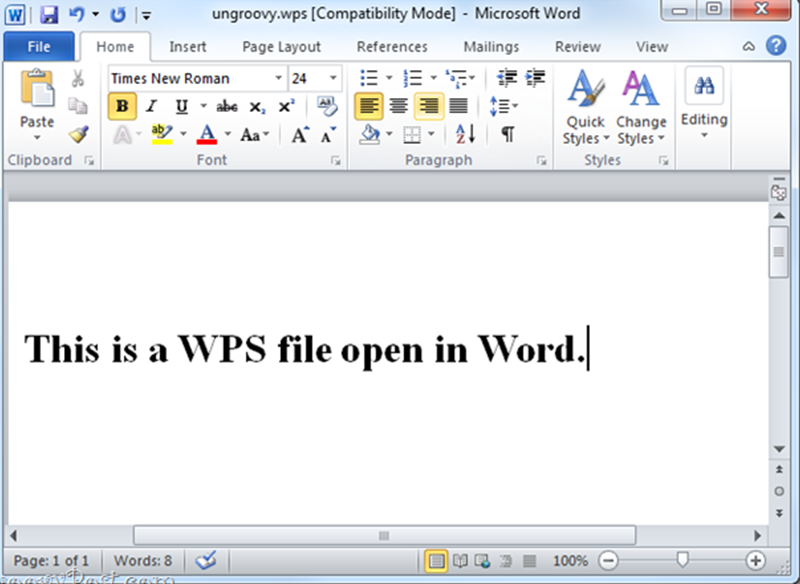 ungroovy.wps [Compatibility Mode] - Microsoft Word
File Home Insert Page Layout References Mailings Review View
Paste
Clipboard
Times New Roman 24
B I U abc X₂ X²
A ab A Aa A A
Font
Paragraph
Quick Styles
Change Styles
Styles
Editing
This is a WPS file open in Word.
Page: 1 of 1 Words: 8 100%